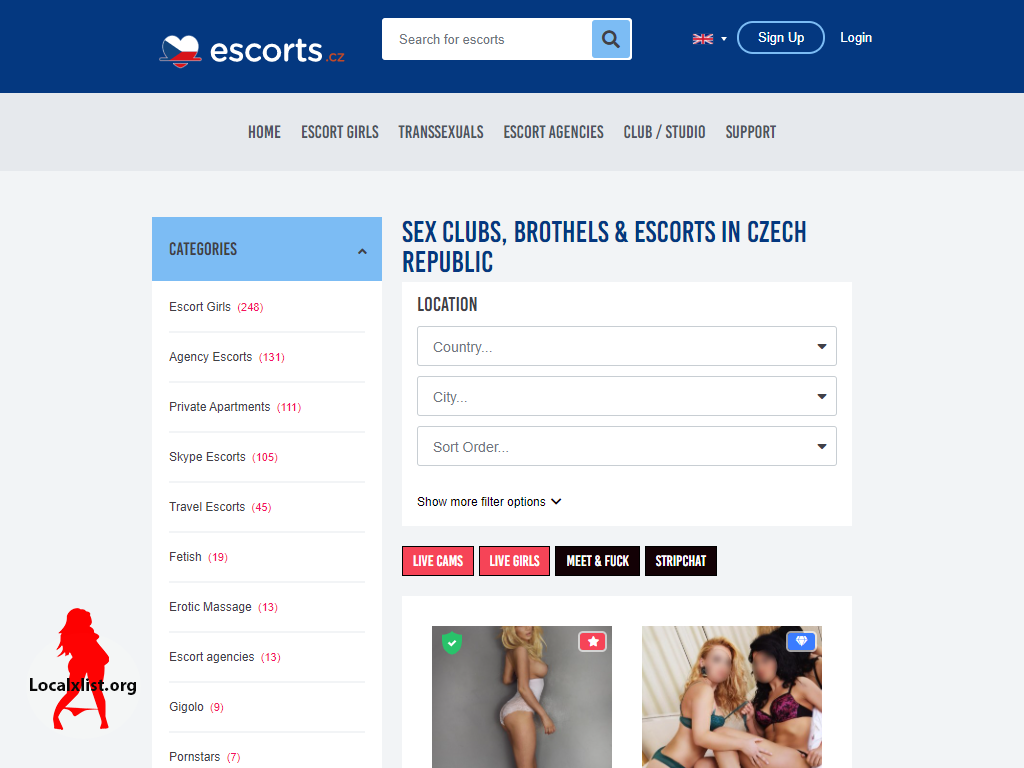 escorts.cz
Search for escorts
Sign Up
Login
HOME
ESCORT GIRLS
TRANSSEXUALS
ESCORT AGENCIES
CLUB / STUDIO
SUPPORT
CATEGORIES
Escort Girls (248)
Agency Escorts (131)
Private Apartments (111)
Skype Escorts (105)
Travel Escorts (45)
Fetish (19)
Erotic Massage (13)
Escort agencies (13)
Gigolo (9)
Pornstars (7)
SEX CLUBS, BROTHELS & ESCORTS IN CZECH
REPUBLIC
LOCATION
Country...
City...
Sort Order...
Show more filter options
LIVE CAMS
LIVE GIRLS
MEET & FUCK
STRIPCHAT
Localxlist.org